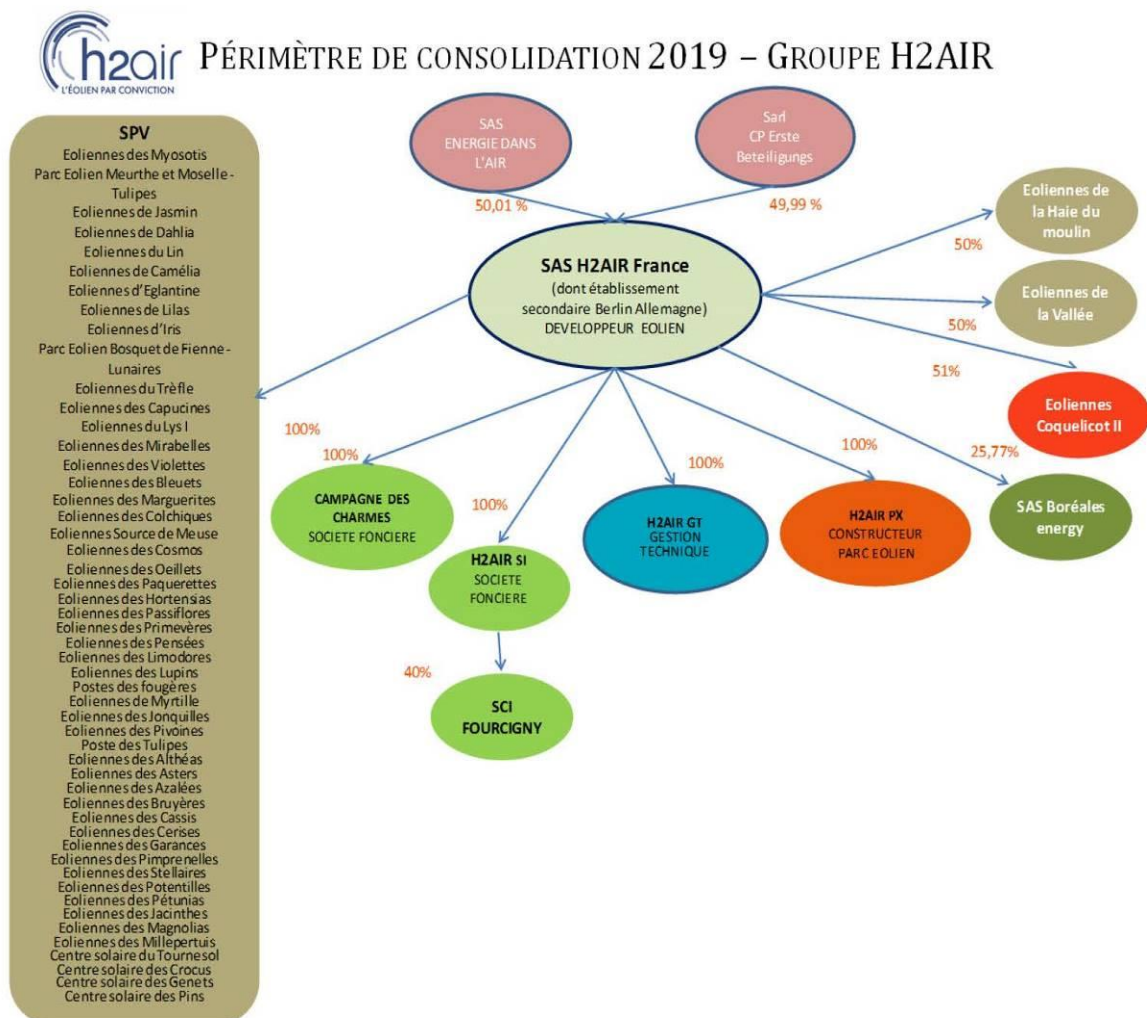 h2air
L'ÉOLIEN PAR CONVICTION
PÉRIMÈTRE DE CONSOLIDATION 2019 – GROUPE H2AIR
SPV
Eoliennes des Myosotis
Parc Eolien Meurthe et Moselle -
Tulipes
Eoliennes de Jasmin
Eoliennes de Dahlia
Eoliennes du Lin
Eoliennes de Camélia
Eoliennes d'Eglantine
Eoliennes de Lilas
Eoliennes d'Iris
Parc Eolien Bosquet de Fienne -
Lunaires
Eoliennes du Trèfle
Eoliennes des Capucines
Eoliennes du Lys I
Eoliennes des Mirabelles
Eoliennes des Violettes
Eoliennes des Bleuets
Eoliennes des Marguerites
Eoliennes des Colchiques
Eoliennes Source de Meuse
Eoliennes des Cosmos
Eoliennes des Oeillets
Eoliennes des Paquerettes
Eoliennes des Hortensias
Eoliennes des Passiflores
Eoliennes des Primevères
Eoliennes des Pensées
Eoliennes des Limodores
Eoliennes des Lupins
Postes des fougères
Eoliennes de Myrtille
Eoliennes des Jonquilles
Eoliennes des Pivoines
Poste des Tulipes
Eoliennes des Althéas
Eoliennes des Asters
Eoliennes des Azalées
Eoliennes des Bruyères
Eoliennes des Cassis
Eoliennes des Cerises
Eoliennes des Garances
Eoliennes des Pimprenelles
Eoliennes des Stellaires
Eoliennes des Potentilles
Eoliennes des Pétunias
Eoliennes des Jacinthes
Eoliennes des Magnolias
Eoliennes des Millepertuis
Centre solaire du Tournesol
Centre solaire des Crocus
Centre solaire des Genets
Centre solaire des Pins
SAS
ENERGIE DANS
L'AIR
Sarl
CP Erste
Beteiligungs
50,01 %
49,99 %
SAS H2AIR France
(dont établissement
secondaire Berlin Allemagne)
DEVELOPPEUR EOLIEN
Eoliennes de
la Haie du
moulin
50%
Eoliennes de
la Vallée
50%
51%
Eoliennes
Coquelicot II
25,77%
SAS Boréales
energy
100%
100%
CAMPAGNE DES
CHARMES
SOCIETE FONCIERE
100%
H2AIR SI
SOCIETE
FONCIERE
100%
H2AIR GT
GESTION
TECHNIQUE
100%
H2AIR PX
CONSTRUCTEUR
PARC EOLIEN
40%
SCI
FOURCIGNY